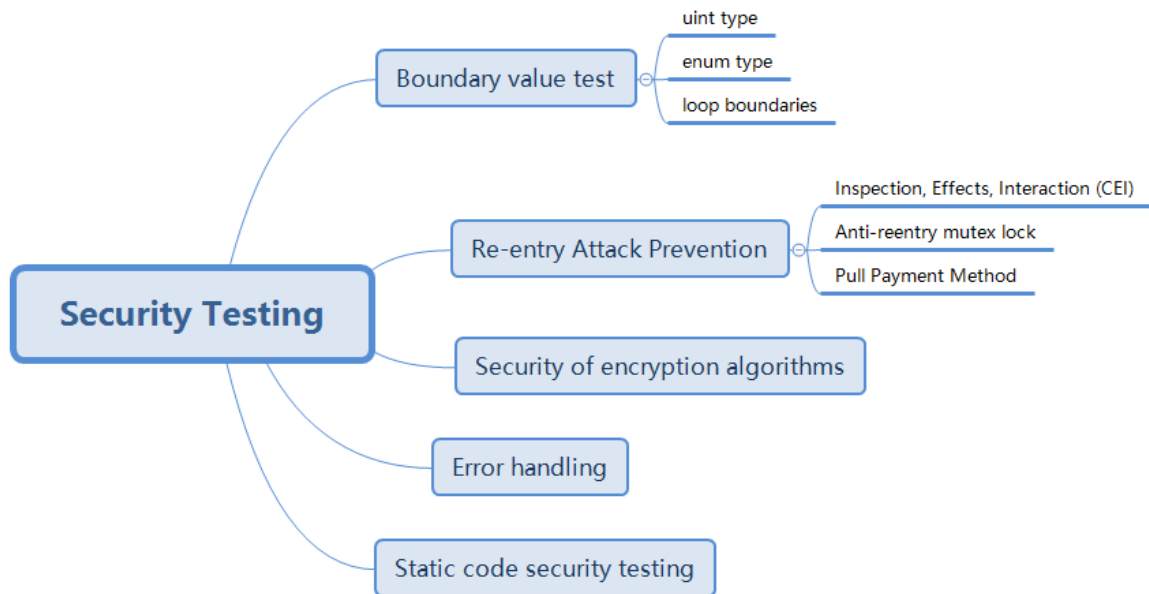 Security Testing
Boundary value test
uint type
enum type
loop boundaries
Re-entry Attack Prevention
Inspection, Effects, Interaction (CEI)
Anti-reentry mutex lock
Pull Payment Method
Security of encryption algorithms
Error handling
Static code security testing